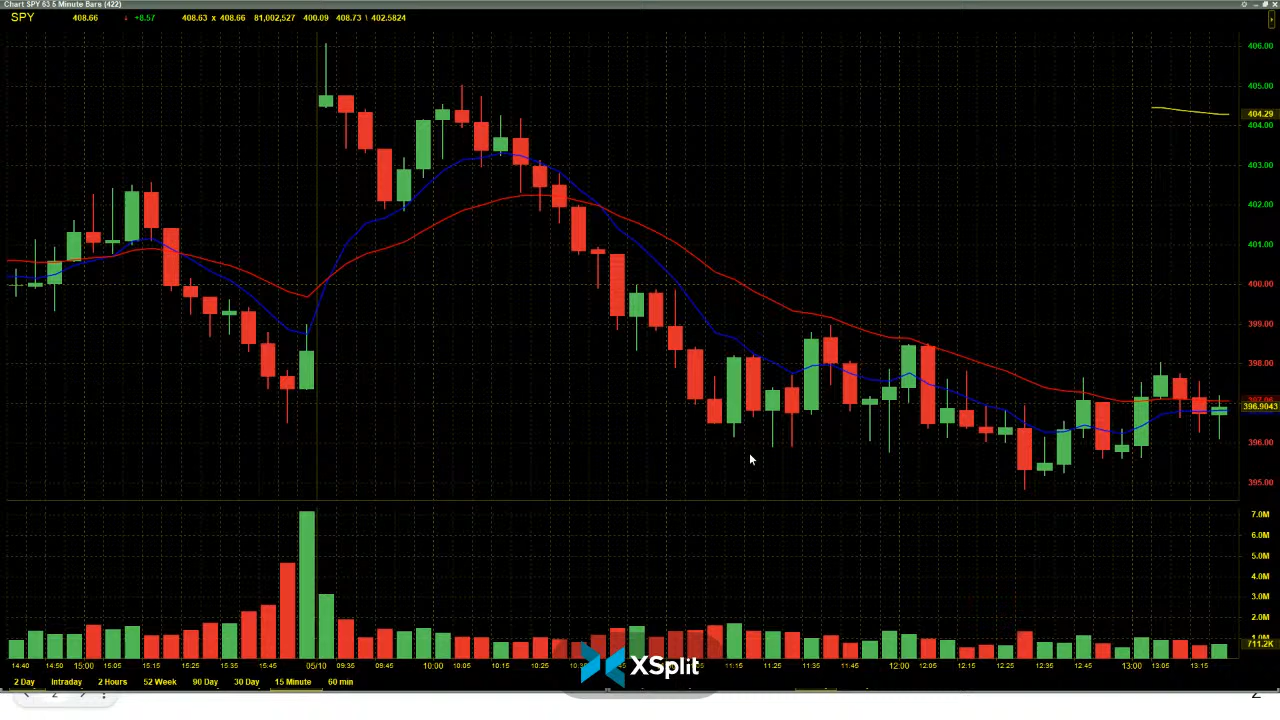 Chart SPY 63 5 Minute Bars (422)
SPY 408.66 +8.57 408.63 x 408.66 81,002,527 400.09 408.73 \ 402.5824
406.00
405.00
404.29
404.00
403.00
402.00
401.00
400.00
399.00
398.00
396.9043
396.00
395.00
7.0M
6.0M
5.0M
4.0M
3.0M
2.0M
1.0M
711.2K
14:40 14:50 15:00 15:05 15:15 15:25 15:35 15:45 05/10 09:35 09:45 10:00 10:05 10:15 10:25 11:15 11:25 11:35 11:45 12:00 12:05 12:15 12:25 12:35 12:45 13:00 13:05 13:15
XSplit
2 Day Intraday 2 Hours 52 Week 90 Day 30 Day 15 Minute 60 min
2